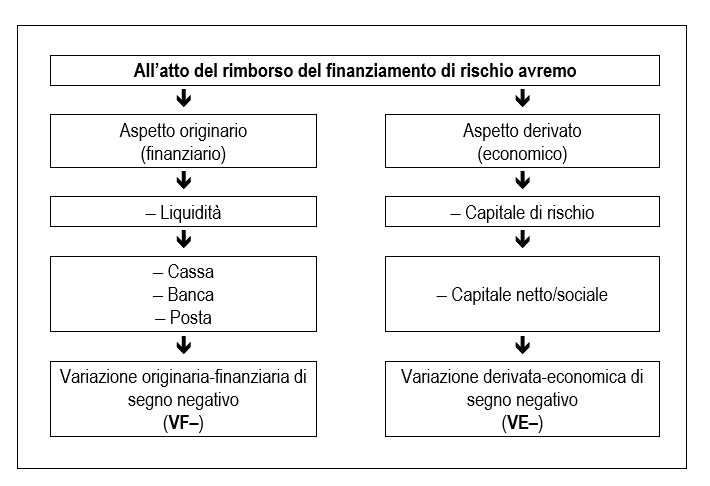 All’atto del rimborso del finanziamento di rischio avremo
Aspetto originario
(finanziario)
– Liquidità
– Cassa
– Banca
– Posta
Variazione originaria-finanziaria di
segno negativo
(VF–)
Aspetto derivato
(economico)
– Capitale di rischio
– Capitale netto/sociale
Variazione derivata-economica di
segno negativo
(VE–)